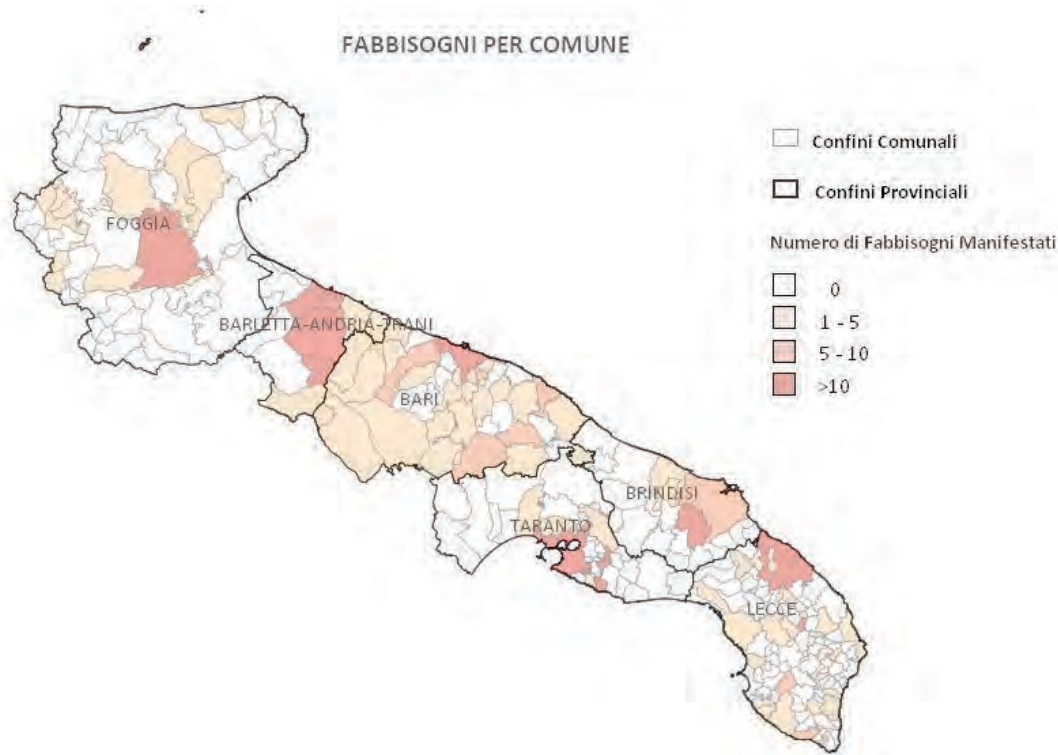 FABBISOGNI PER COMUNE
Confini Comunali
Confini Provinciali
Numero di Fabbisogni Manifestati
0
1 - 5
5 - 10
>10
FOGGIA
BARLETTA-ANDRIA-TRANI
BARI
BRINDISI
TARANTO
LECCE